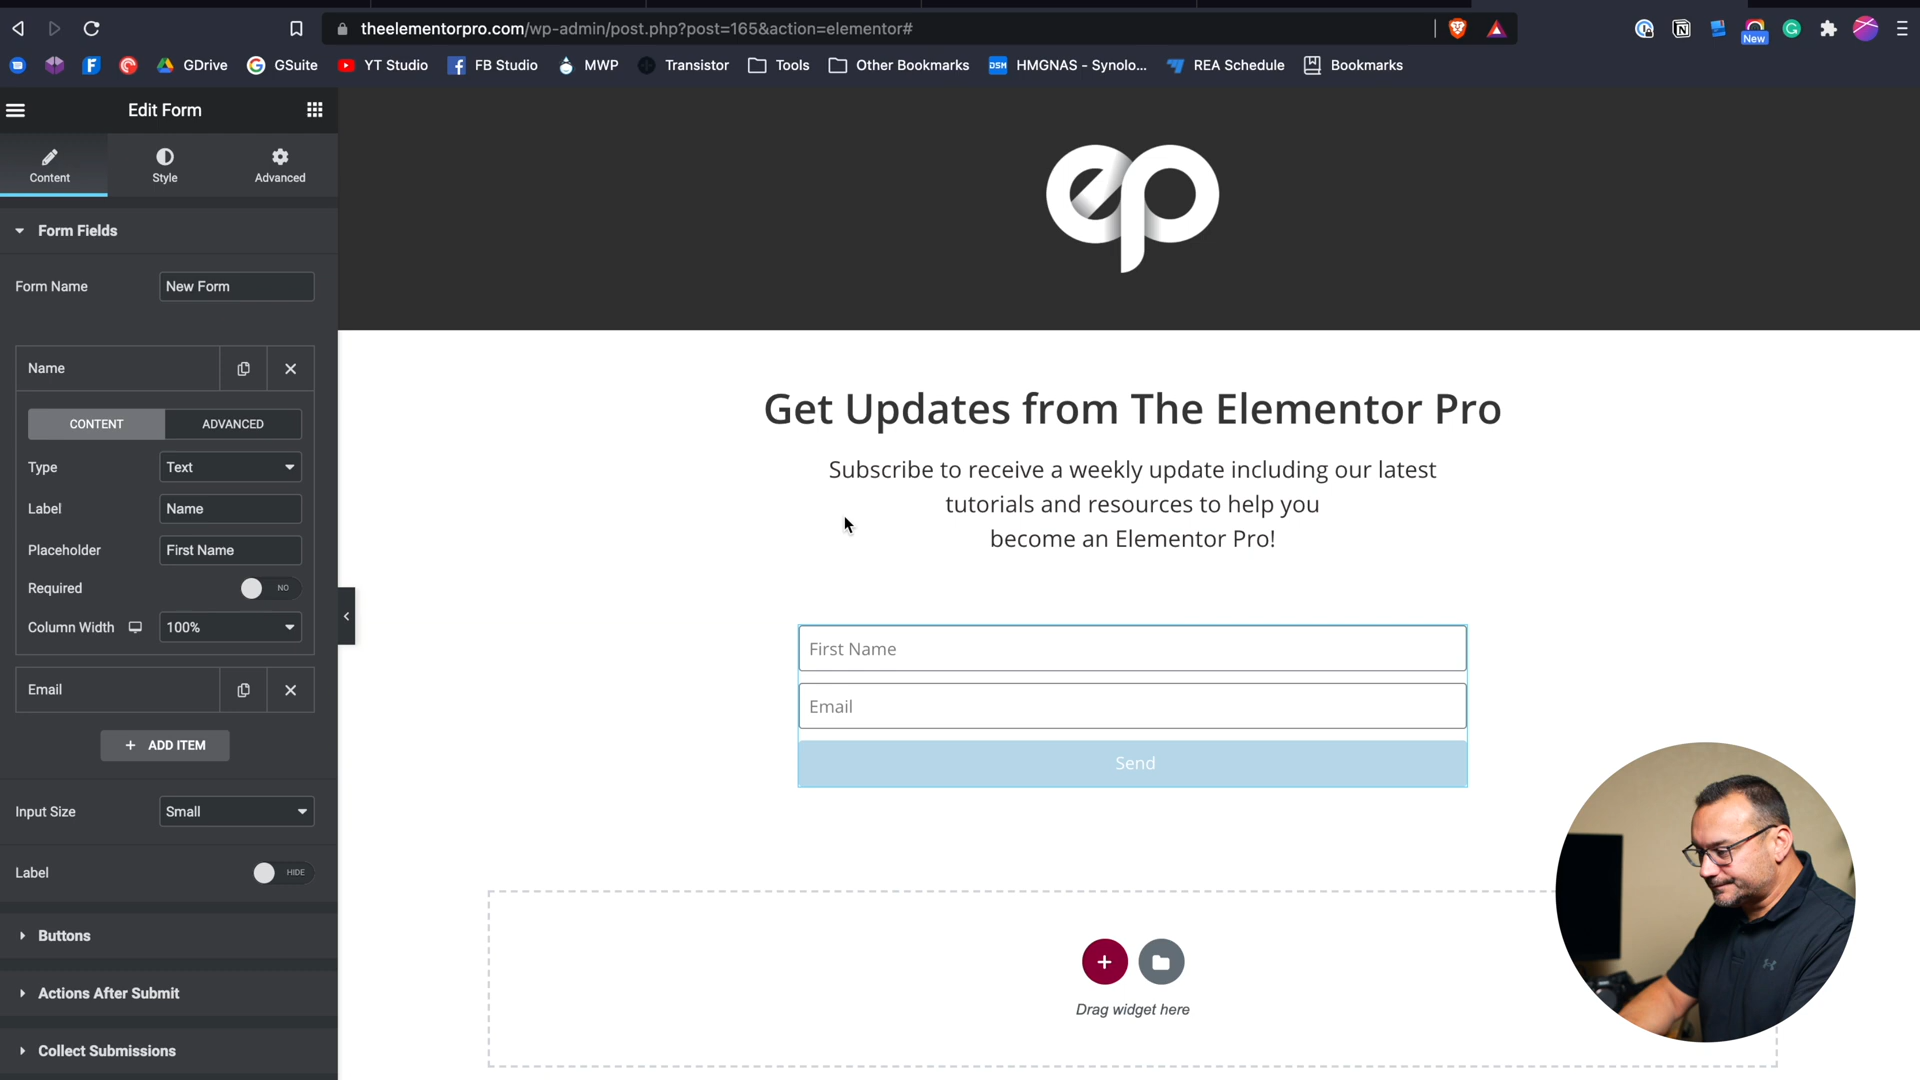 theelementorpro.com/wp-admin/post.php?post=165&action=elementor#
New
GDrive
GSuite
YT Studio
FB Studio
MWP
Transistor
Tools
Other Bookmarks
DSM
HMGNAS - Synolo...
REA Schedule
Bookmarks
Edit Form
Content
Style
Advanced
Form Fields
Form Name
New Form
Name
CONTENT
ADVANCED
Type
Text
Label
Name
Placeholder
First Name
Required
NO
Column Width
100%
Email
+ ADD ITEM
Input Size
Small
Label
HIDE
Buttons
Actions After Submit
Collect Submissions
ep
Get Updates from The Elementor Pro
Subscribe to receive a weekly update including our latest
tutorials and resources to help you
become an Elementor Pro!
First Name
Email
Send
Drag widget here